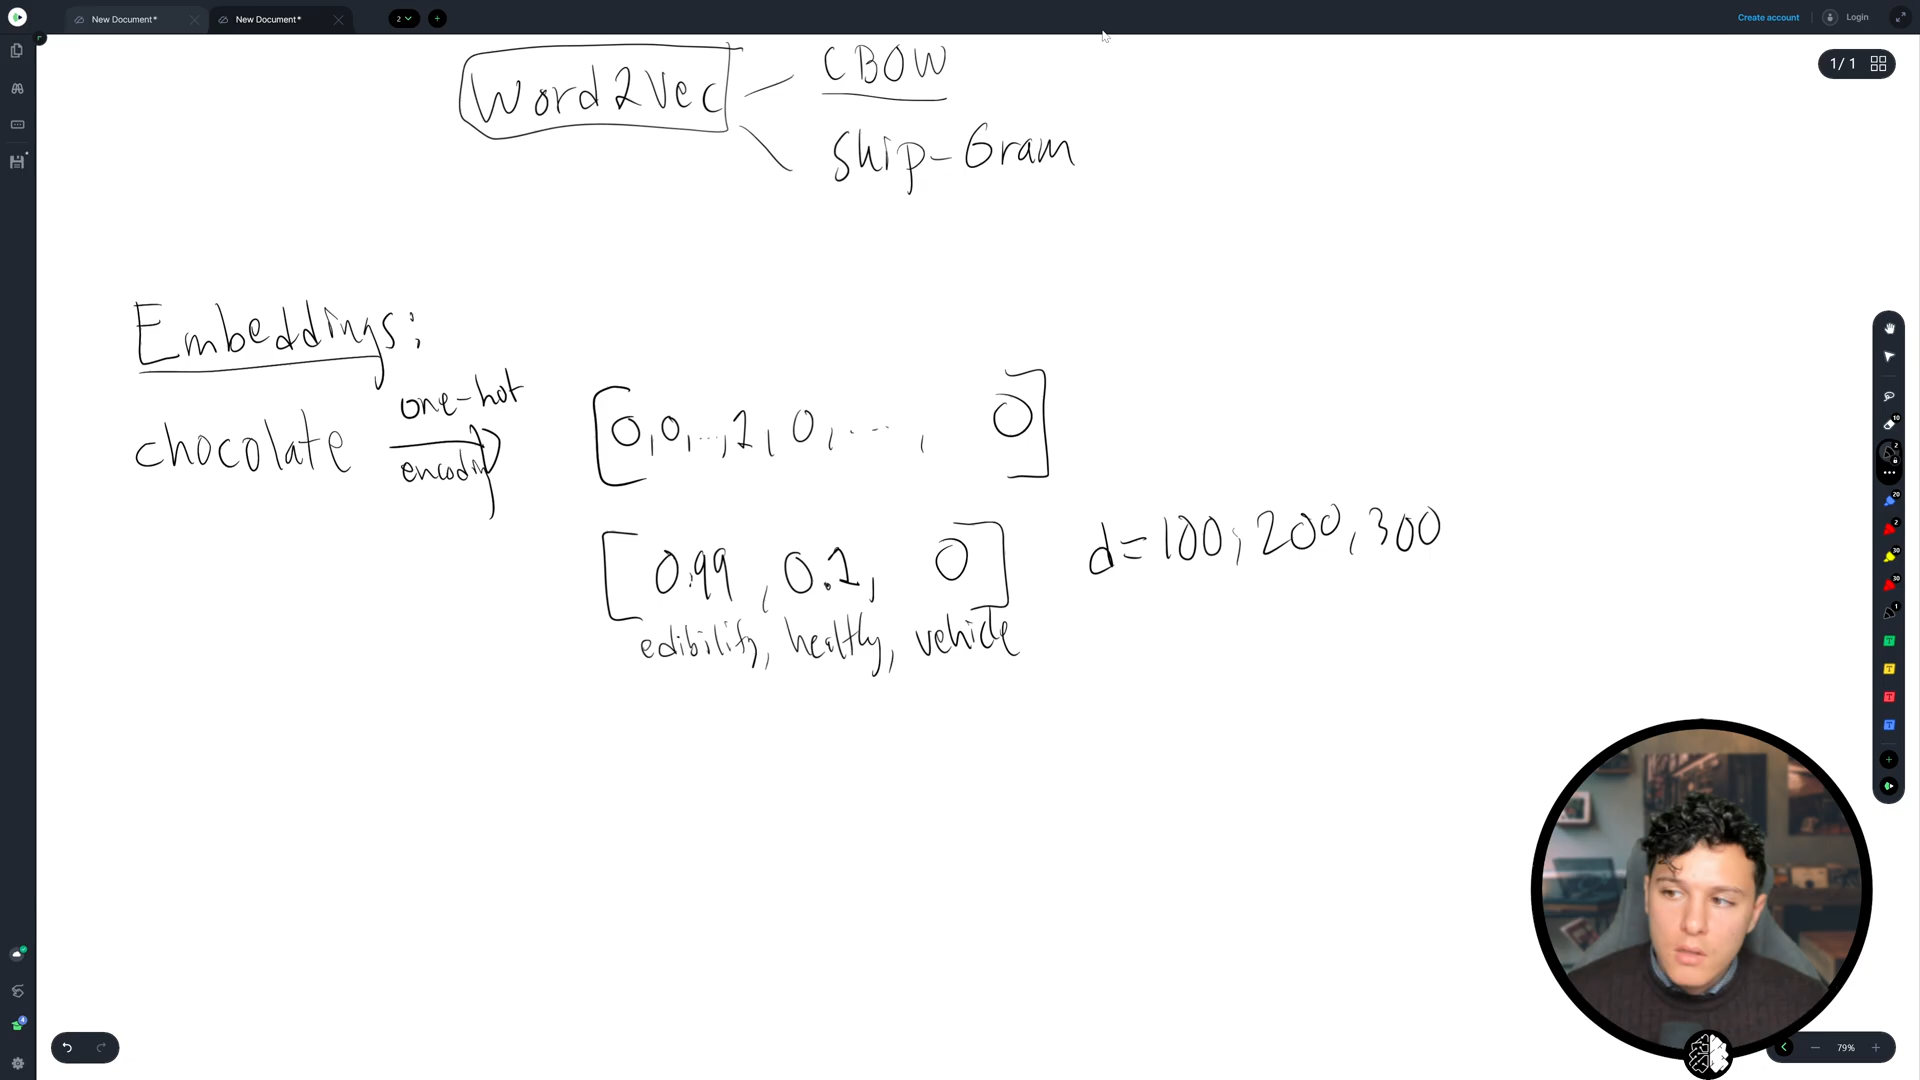 New Document* New Document* 2 +
Create account Login
1/ 1
Word2Vec
CBOW
Skip-Gram
Embeddings:
chocolate
one-hot
encoding
[0,0,...,1,0,....., 0]
[0.99, 0.1, 0]
d=100,200,300
edibility, healthy, vehicle
79%